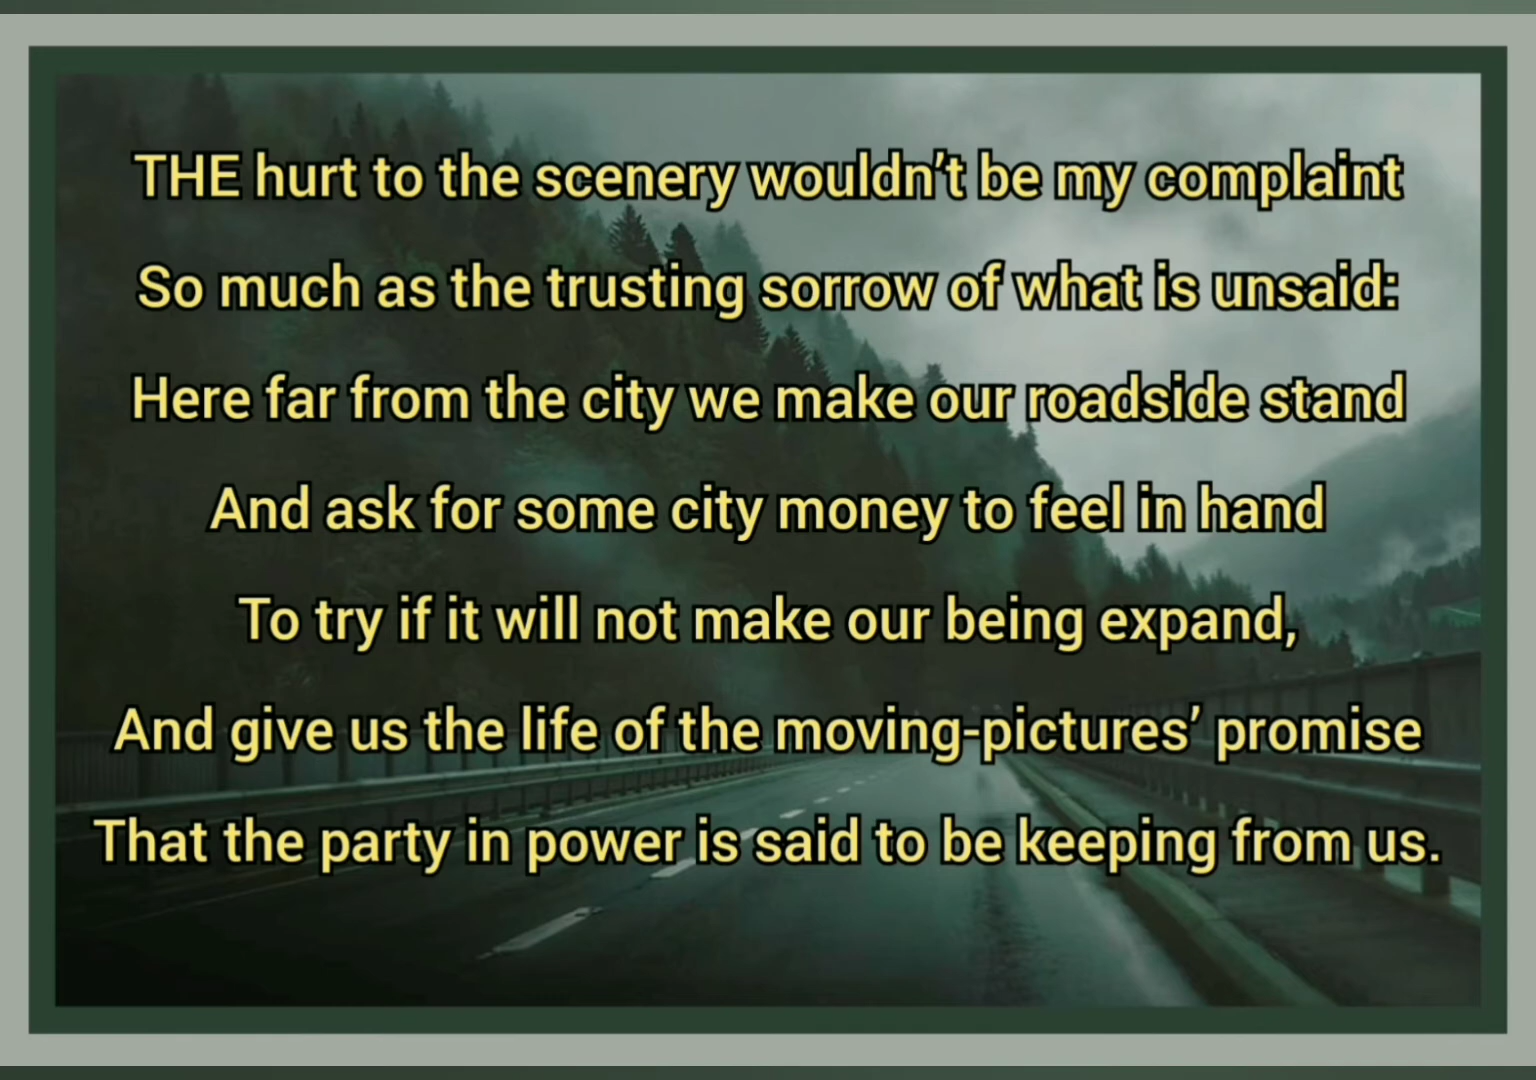 THE hurt to the scenery wouldn’t be my complaint
So much as the trusting sorrow of what is unsaid:
Here far from the city we make our roadside stand
And ask for some city money to feel in hand
To try if it will not make our being expand,
And give us the life of the moving-pictures’ promise
That the party in power is said to be keeping from us.